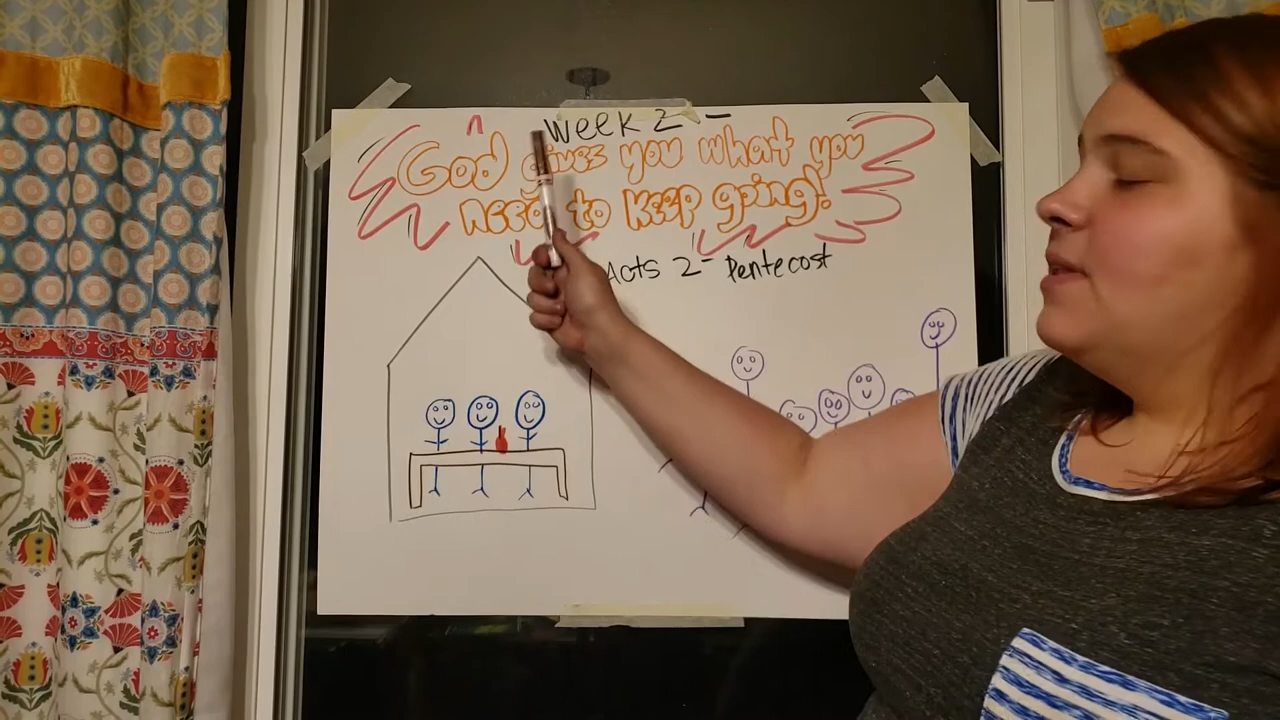 Week 2 -
God gives you what you
need to keep going!
Acts 2 - Pentecost